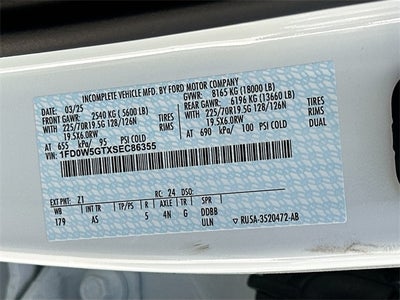 INCOMPLETE VEHICLE MFD. BY FORD MOTOR COMPANY
03/25 GVWR: 8165 KG (18000 LB)
FRONT GAWR: 2540 KG (5600 LB) REAR GAWR: 6196 KG (13660 LB)
WITH 225/70R19.5G 128/126N TIRES WITH 225/70R19.5G 128/126N TIRES
19.5X6.0RW RIMS 19.5X6.0RW RIMS
AT 655 kPa/ 95 PSI COLD AT 690 kPa/ 100 PSI COLD DUAL
VIN: 1FD0W5GTXSEC86355
EXT PNT: Z1 RC: 24 DSO:
WB INT TR TP/PS R AXLE TR SPR
179 AS 5 4N G DDBB
ULN RU5A-3520472-AB